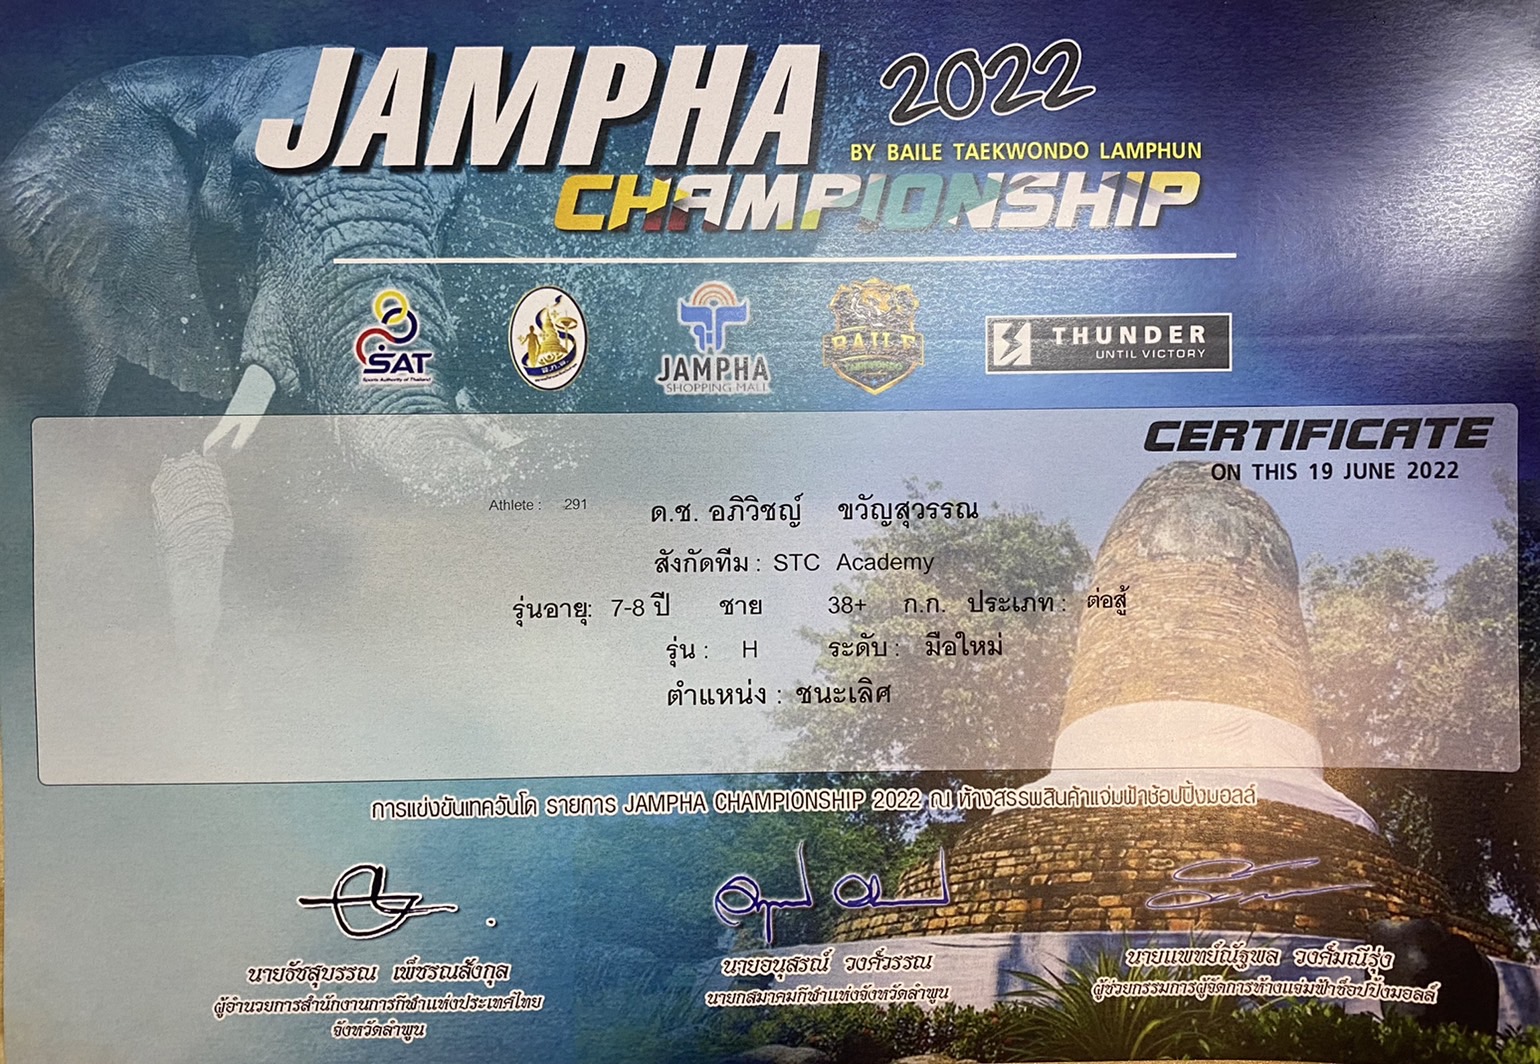 JAMPHA 2022
BY BAILE TAEKWONDO LAMPHUN
CHAMPIONSHIP
SAT
Sports Authority of Thailand
JAMPHA
SHOPPING MALL
BAILE
TAEKWONDO
THUNDER
UNTIL VICTORY
CERTIFICATE
ON THIS 19 JUNE 2022
Athlete : 291 ด.ช. อภิวิชญ์ ขวัญสุวรรณ
สังกัดทีม : STC Academy
รุ่นอายุ: 7-8 ปี ชาย 38+ ก.ก. ประเภท : ต่อสู้
รุ่น : H ระดับ : มือใหม่
ตำแหน่ง : ชนะเลิศ
การแข่งขันเทควันโด รายการ JAMPHA CHAMPIONSHIP 2022 ณ ห้างสรรพสินค้าแจ่มฟ้าช้อปปิ้งมอลล์
นายธัชสุบรรณ เพ็ชรณสังกุล
ผู้อำนวยการสำนักงานการกีฬาแห่งประเทศไทย
จังหวัดลำพูน
นายอนุสรณ์ วงศ์วรรณ
นายกสมาคมกีฬาแห่งจังหวัดลำพูน
นายแพทย์ณัฐพล วงศ์มณีรุ่ง
ผู้ช่วยกรรมการผู้จัดการห้างแจ่มฟ้าช็อปปิ้งมอลล์